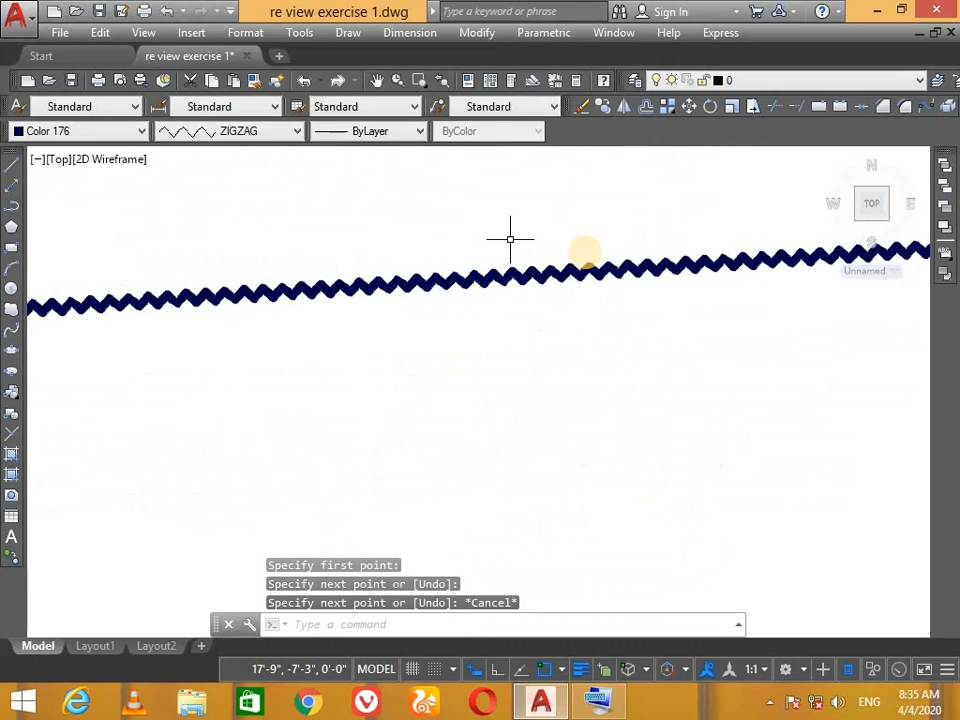 re view exercise 1.dwg
Type a keyword or phrase
Sign In
File Edit View Insert Format Tools Draw Dimension Modify Parametric Window Help Express
Start
re view exercise 1*
0
Standard
Standard
Standard
Standard
Color 176
ZIGZAG
ByLayer
ByColor
[−][Top][2D Wireframe]
N
W
TOP
E
S
Unnamed
A
Specify first point:
Specify next point or [Undo]:
Specify next point or [Undo]: *Cancel*
Type a command
Model
Layout1
Layout2
17'-9", -7'-3", 0'-0"
MODEL
1:1
ENG
8:35 AM
4/4/2020